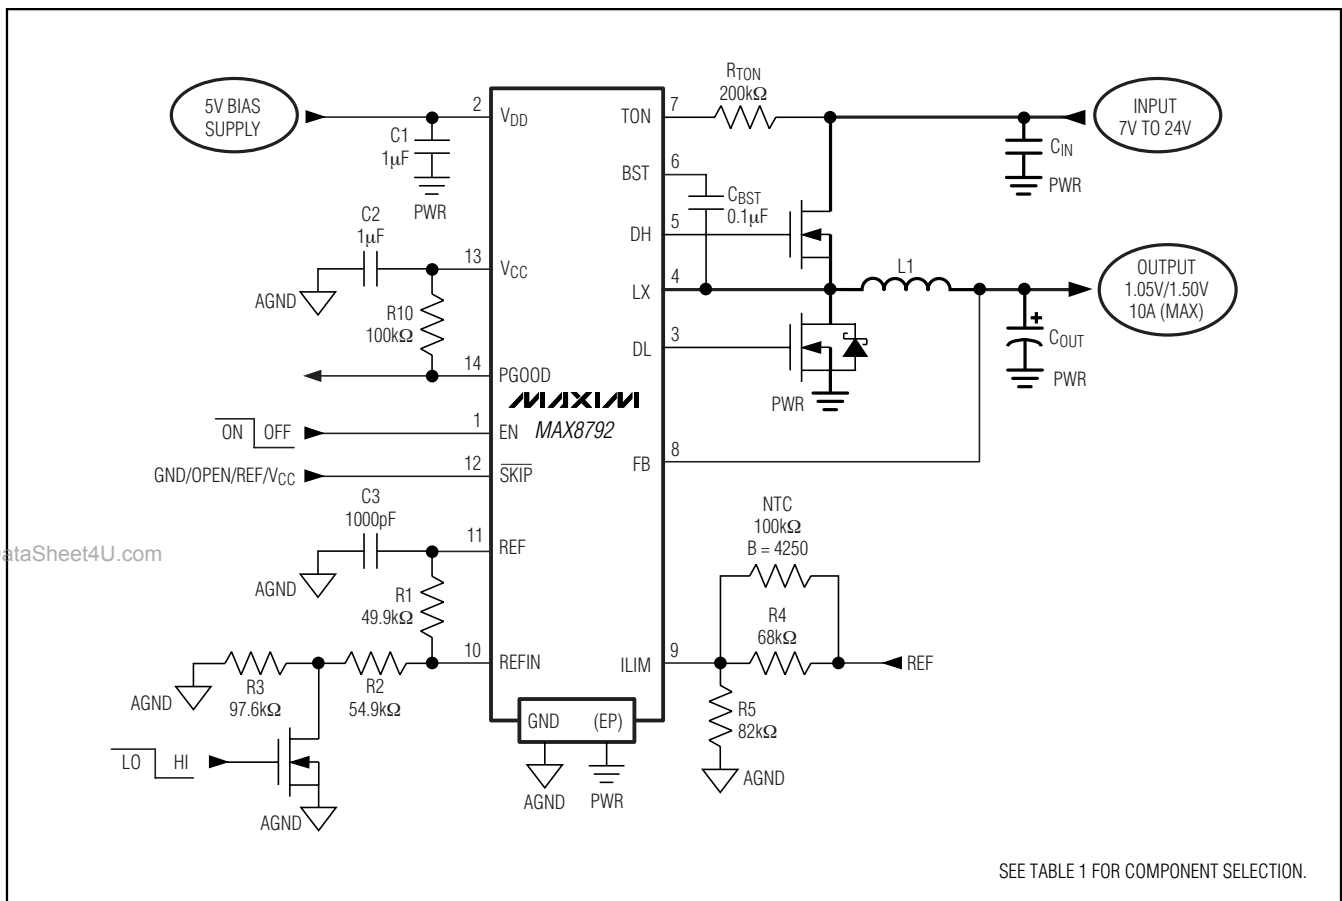 5V BIAS
SUPPLY
C1
1µF
PWR
2
VDD
C2
1µF
AGND
13
VCC
R10
100kΩ
14
PGOOD
MAXIM
MAX8792
ON OFF
1
EN
GND/OPEN/REF/VCC
12
SKIP
C3
1000pF
AGND
11
REF
R1
49.9kΩ
10
REFIN
R3
97.6kΩ
AGND
R2
54.9kΩ
LO HI
AGND
GND (EP)
AGND
PWR
TON
7
RTON
200kΩ
INPUT
7V TO 24V
CIN
PWR
BST
6
CBST
0.1µF
DH
5
LX
4
L1
OUTPUT
1.05V/1.50V
10A (MAX)
COUT
+
PWR
DL
3
PWR
FB
8
NTC
100kΩ
B = 4250
R4
68kΩ
ILIM
9
REF
R5
82kΩ
AGND
SEE TABLE 1 FOR COMPONENT SELECTION.
ataSheet4U.com